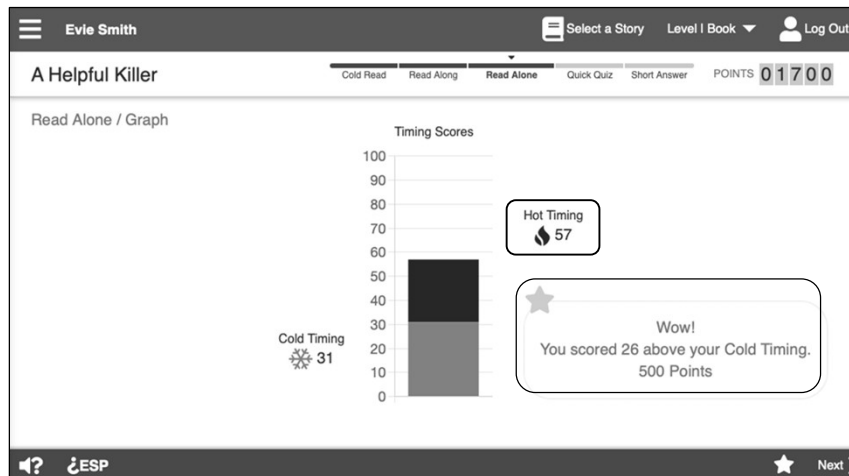 Evie Smith
Select a Story
Level I Book
Log Out
A Helpful Killer
Cold Read
Read Along
Read Alone
Quick Quiz
Short Answer
POINTS 01700
Read Alone / Graph
Timing Scores
100
90
80
70
60
50
40
30
20
10
0
Hot Timing
57
Cold Timing
31
Wow!
You scored 26 above your Cold Timing.
500 Points
?
¿ESP
Next